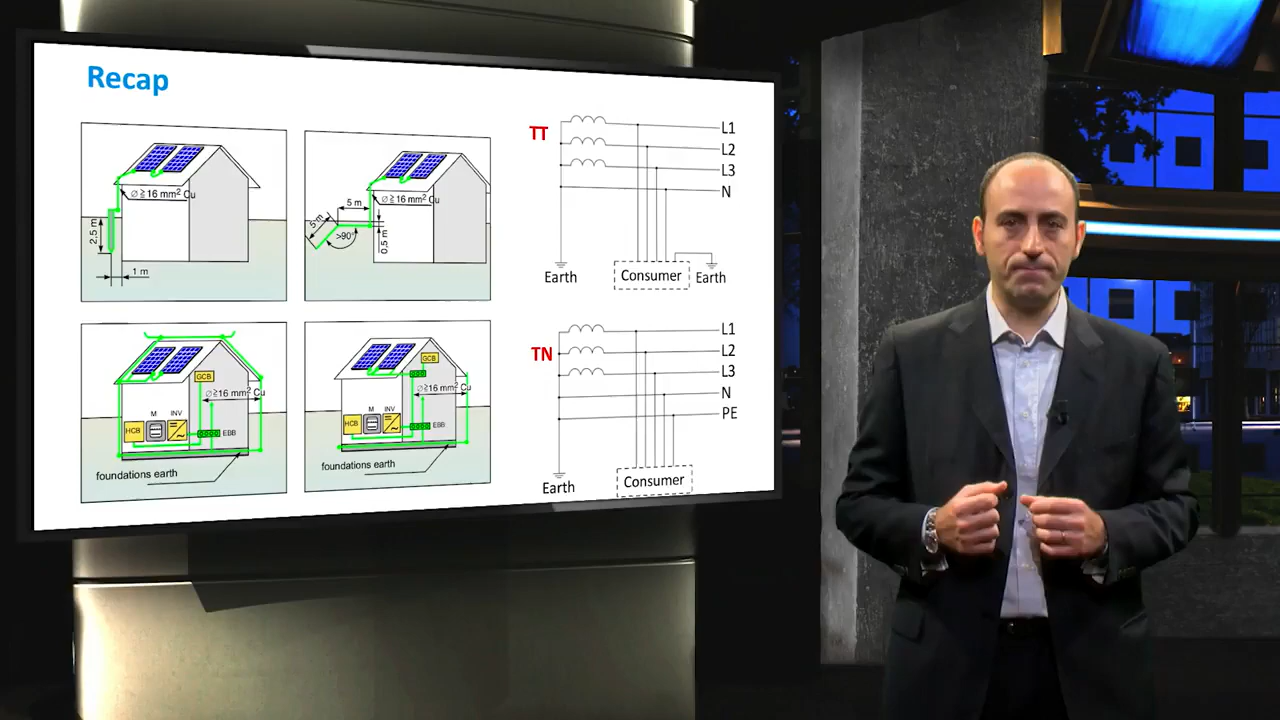 Recap
∅≧16 mm² Cu
2,5 m
1 m
∅≧16 mm² Cu
5 m
5 m
>90°
0,5 m
TT
L1
L2
L3
N
Earth
Consumer
Earth
GCB
∅≧16 mm² Cu
M
INV
HCB
EBB
foundations earth
GCB
∅≧16 mm² Cu
M
INV
HCB
EBB
foundations earth
TN
L1
L2
L3
N
PE
Earth
Consumer